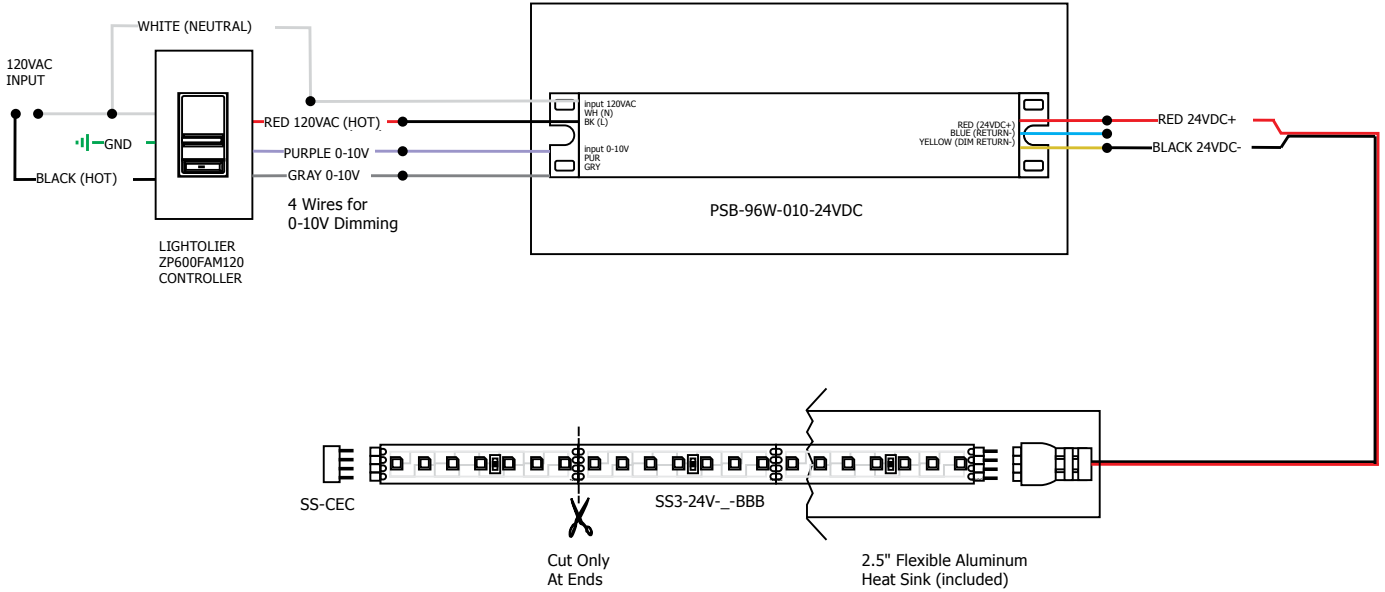 WHITE (NEUTRAL)
120VAC
INPUT
GND
BLACK (HOT)
RED 120VAC (HOT)
PURPLE 0-10V
GRAY 0-10V
4 Wires for
0-10V Dimming
LIGHTOLIER
ZP600FAM120
CONTROLLER
input 120VAC
WH (N)
BK (L)
input 0-10V
PUR
GRY
RED (24VDC+)
BLUE (RETURN-)
YELLOW (DIM RETURN-)
PSB-96W-010-24VDC
RED 24VDC+
BLACK 24VDC-
SS-CEC
SS3-24V-_-BBB
Cut Only
At Ends
2.5" Flexible Aluminum
Heat Sink (included)